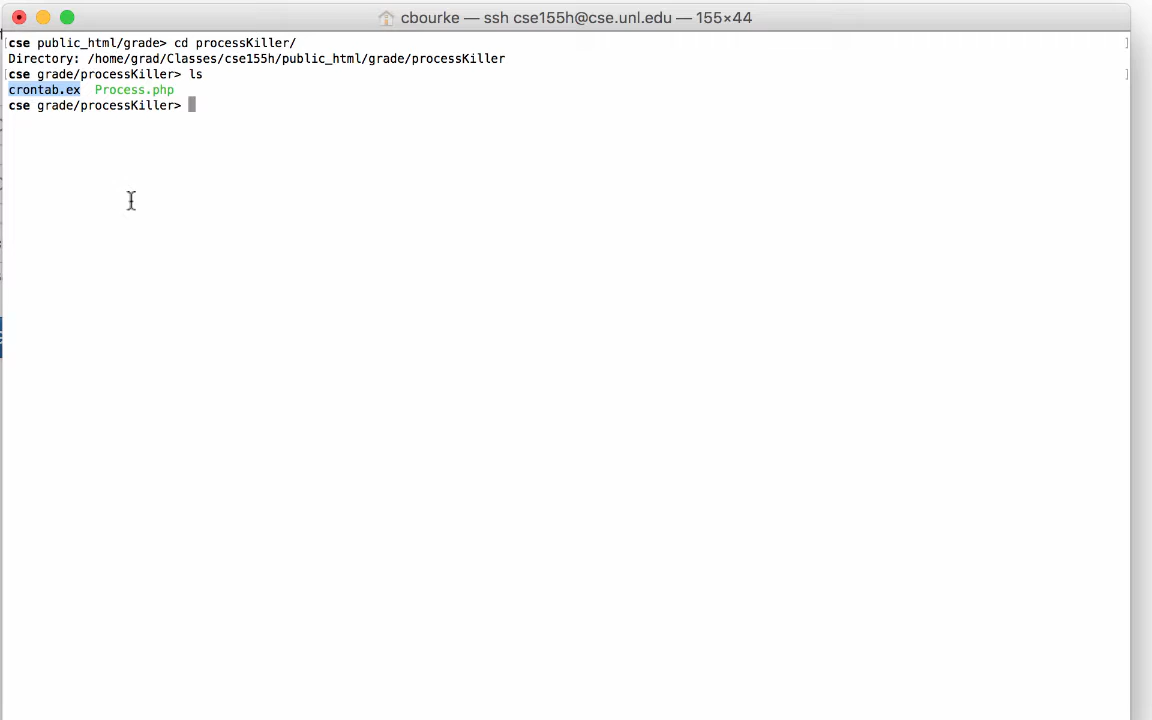 cbourke — ssh cse155h@cse.unl.edu — 155×44
[cse public_html/grade> cd processKiller/ ]
Directory: /home/grad/Classes/cse155h/public_html/grade/processKiller
[cse grade/processKiller> ls ]
crontab.ex Process.php
cse grade/processKiller>